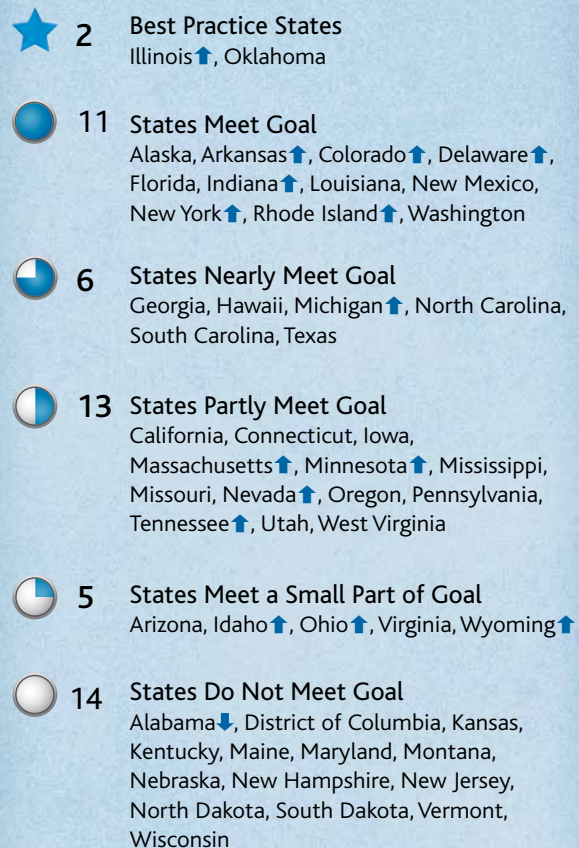 2 Best Practice States
Illinois⬆, Oklahoma
11 States Meet Goal
Alaska, Arkansas⬆, Colorado⬆, Delaware⬆,
Florida, Indiana⬆, Louisiana, New Mexico,
New York⬆, Rhode Island⬆, Washington
6 States Nearly Meet Goal
Georgia, Hawaii, Michigan⬆, North Carolina,
South Carolina, Texas
13 States Partly Meet Goal
California, Connecticut, Iowa,
Massachusetts⬆, Minnesota⬆, Mississippi,
Missouri, Nevada⬆, Oregon, Pennsylvania,
Tennessee⬆, Utah, West Virginia
5 States Meet a Small Part of Goal
Arizona, Idaho⬆, Ohio⬆, Virginia, Wyoming⬆
14 States Do Not Meet Goal
Alabama⬇, District of Columbia, Kansas,
Kentucky, Maine, Maryland, Montana,
Nebraska, New Hampshire, New Jersey,
North Dakota, South Dakota, Vermont,
Wisconsin